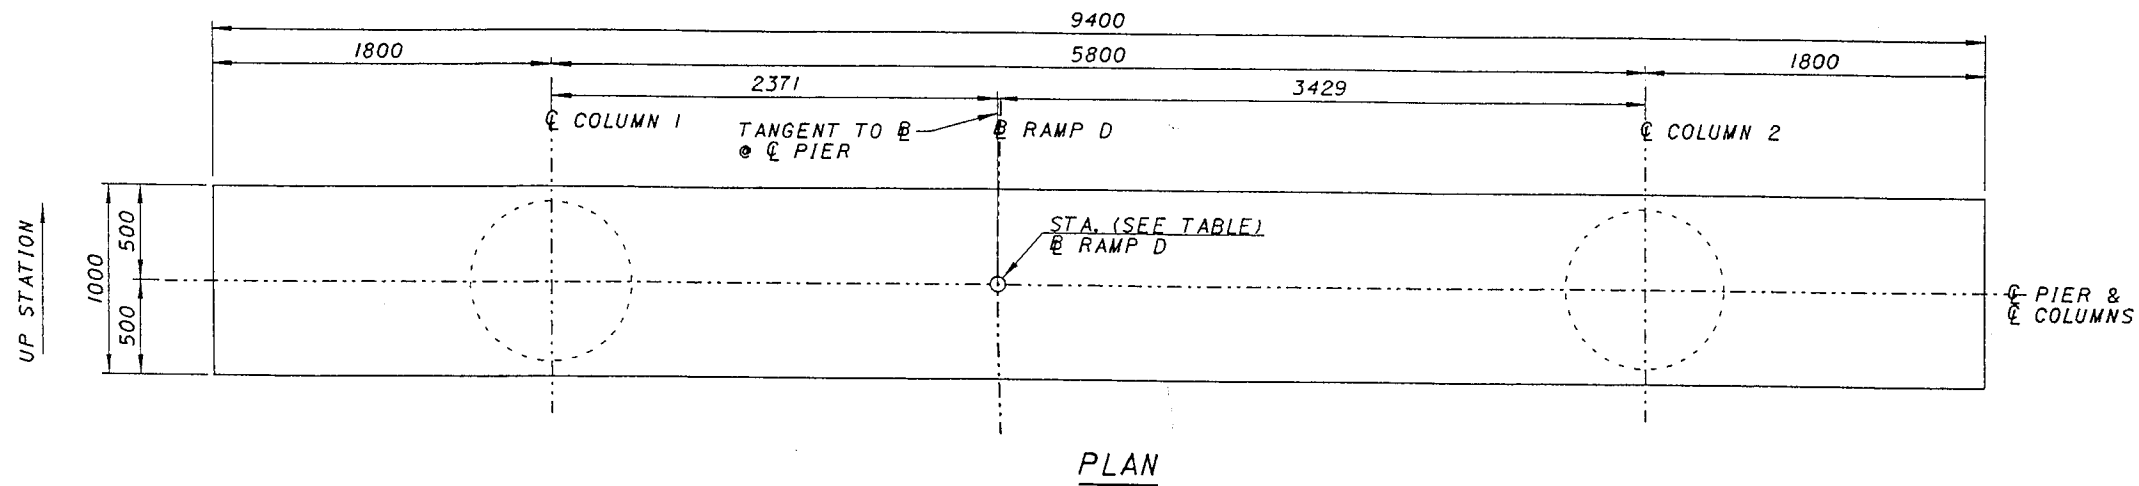 9400
1800
5800
1800
2371
3429
℄ COLUMN 1
TANGENT TO ⅊
@ ℄ PIER
⅊ RAMP D
℄ COLUMN 2
UP STATION
1000
500
500
STA. (SEE TABLE)
⅊ RAMP D
℄ PIER &
℄ COLUMNS
PLAN